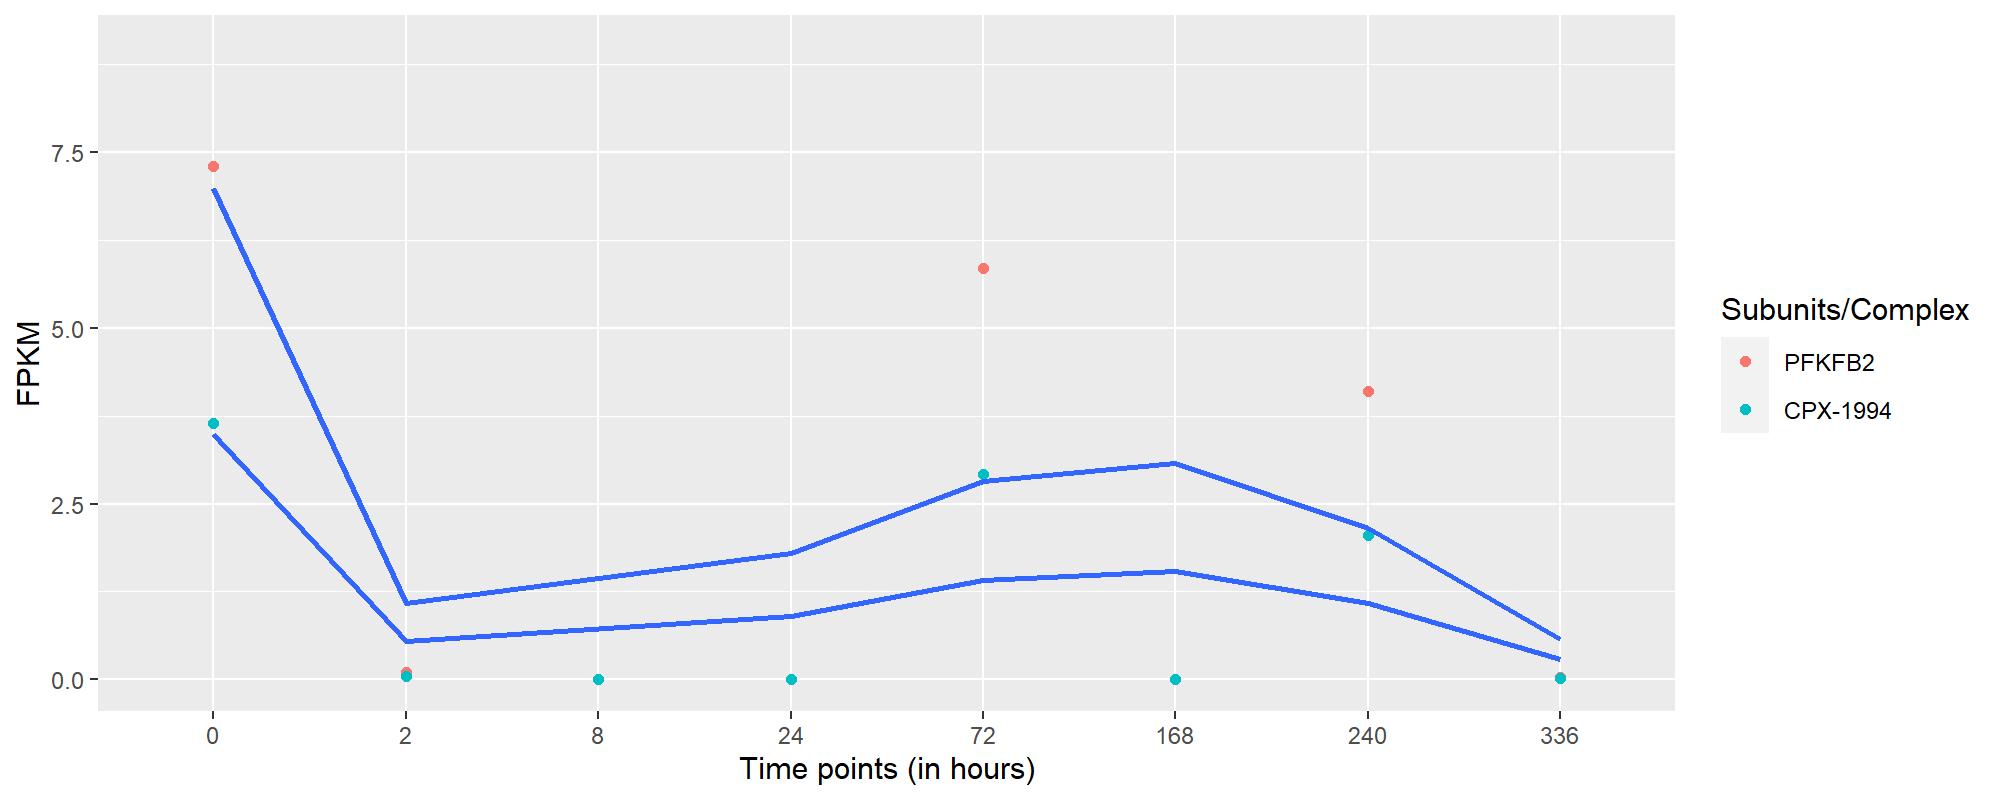 7.5
5.0
2.5
0.0
FPKM
0 2 8 24 72 168 240 336
Time points (in hours)
Subunits/Complex
PFKFB2
CPX-1994